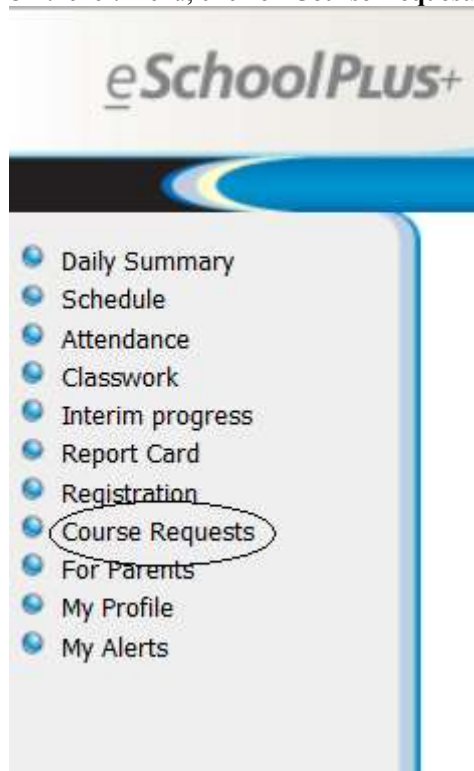 eSchoolPLUS+
Daily Summary
Schedule
Attendance
Classwork
Interim progress
Report Card
Registration
Course Requests
For Parents
My Profile
My Alerts